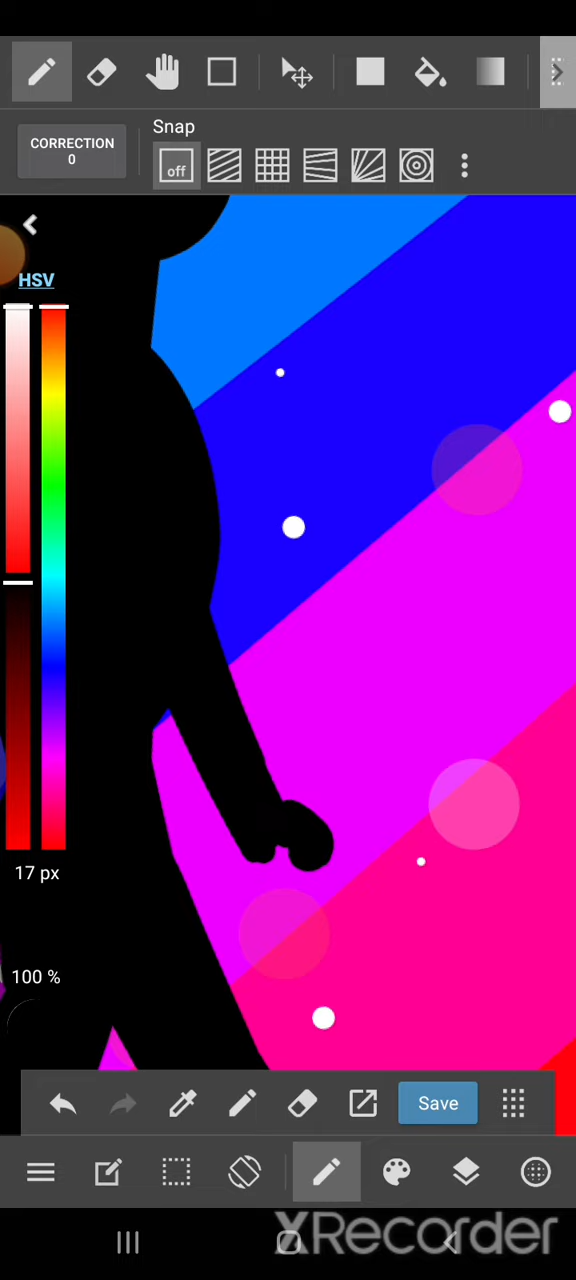 CORRECTION
0
Snap
off
HSV
17 px
100 %
Save
XRecorder